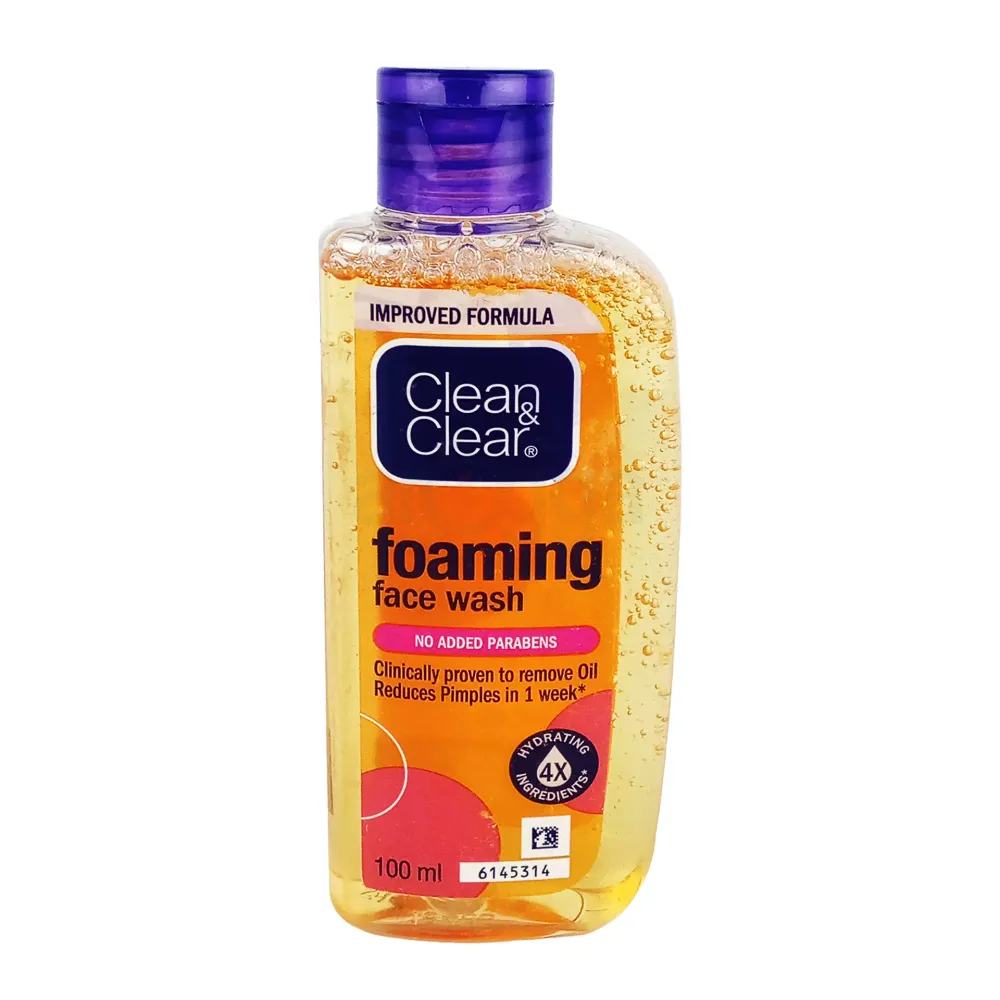 IMPROVED FORMULA
Clean
&
Clear®
foaming
face wash
NO ADDED PARABENS
Clinically proven to remove Oil
Reduces Pimples in 1 week*
HYDRATING
4X
INGREDIENTS*
100 ml
6145314